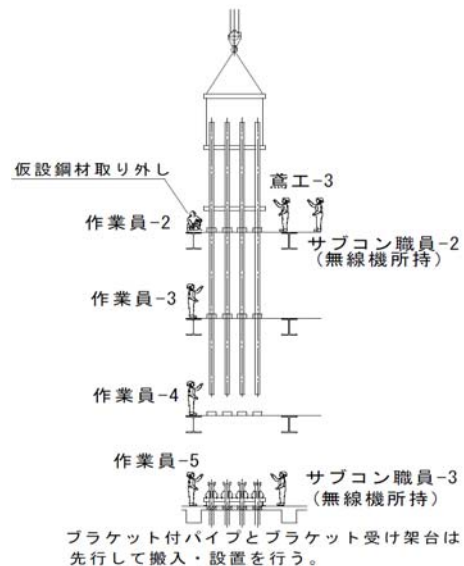 仮設鋼材取り外し
鳶工-3
作業員-2
サブコン職員-2
(無線機所持)
作業員-3
作業員-4
作業員-5
サブコン職員-3
(無線機所持)
ブラケット付パイプとブラケット受け架台は
先行して搬入・設置を行う。